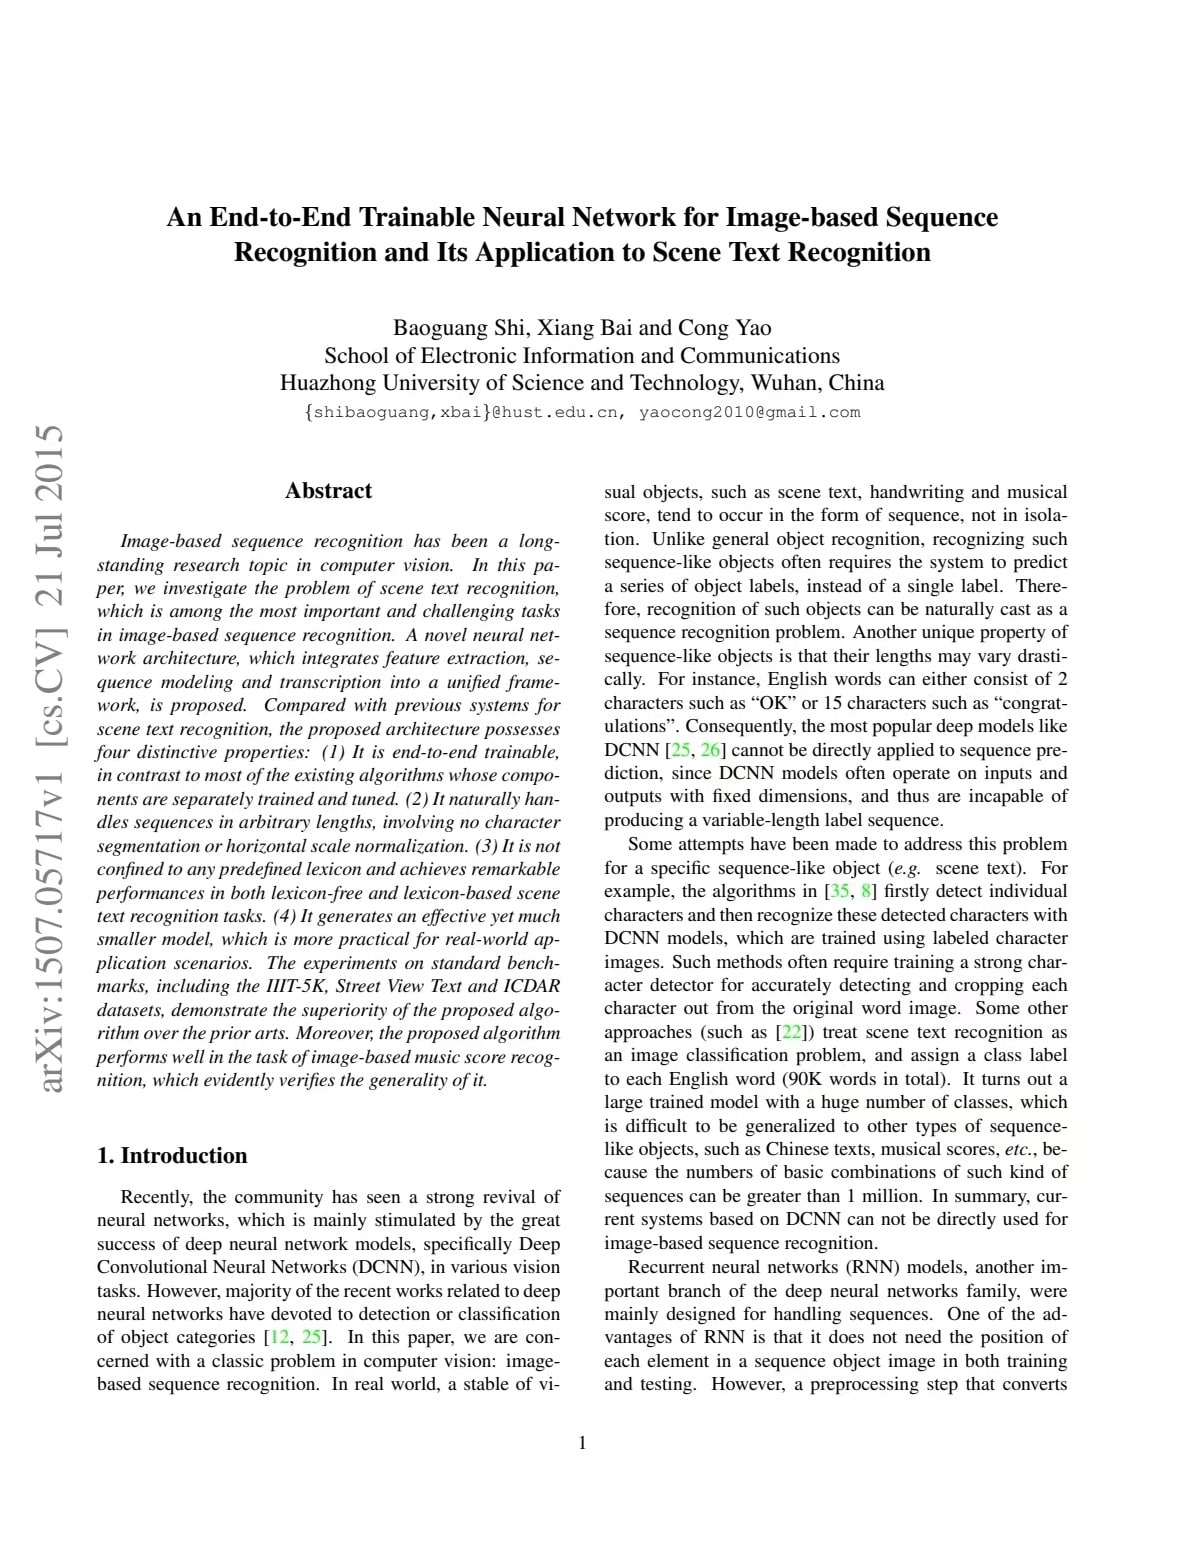 An End-to-End Trainable Neural Network for Image-based Sequence
Recognition and Its Application to Scene Text Recognition
Baoguang Shi, Xiang Bai and Cong Yao
School of Electronic Information and Communications
Huazhong University of Science and Technology, Wuhan, China
{shibaoguang,xbai}@hust.edu.cn, yaocong2010@gmail.com
arXiv:1507.05717v1 [cs.CV] 21 Jul 2015
Abstract
Image-based sequence recognition has been a long-
standing research topic in computer vision. In this pa-
per, we investigate the problem of scene text recognition,
which is among the most important and challenging tasks
in image-based sequence recognition. A novel neural net-
work architecture, which integrates feature extraction, se-
quence modeling and transcription into a unified frame-
work, is proposed. Compared with previous systems for
scene text recognition, the proposed architecture possesses
four distinctive properties: (1) It is end-to-end trainable,
in contrast to most of the existing algorithms whose compo-
nents are separately trained and tuned. (2) It naturally han-
dles sequences in arbitrary lengths, involving no character
segmentation or horizontal scale normalization. (3) It is not
confined to any predefined lexicon and achieves remarkable
performances in both lexicon-free and lexicon-based scene
text recognition tasks. (4) It generates an effective yet much
smaller model, which is more practical for real-world ap-
plication scenarios. The experiments on standard bench-
marks, including the IIIT-5K, Street View Text and ICDAR
datasets, demonstrate the superiority of the proposed algo-
rithm over the prior arts. Moreover, the proposed algorithm
performs well in the task of image-based music score recog-
nition, which evidently verifies the generality of it.
1. Introduction
Recently, the community has seen a strong revival of
neural networks, which is mainly stimulated by the great
success of deep neural network models, specifically Deep
Convolutional Neural Networks (DCNN), in various vision
tasks. However, majority of the recent works related to deep
neural networks have devoted to detection or classification
of object categories [12, 25]. In this paper, we are con-
cerned with a classic problem in computer vision: image-
based sequence recognition. In real world, a stable of vi-
sual objects, such as scene text, handwriting and musical
score, tend to occur in the form of sequence, not in isola-
tion. Unlike general object recognition, recognizing such
sequence-like objects often requires the system to predict
a series of object labels, instead of a single label. There-
fore, recognition of such objects can be naturally cast as a
sequence recognition problem. Another unique property of
sequence-like objects is that their lengths may vary drasti-
cally. For instance, English words can either consist of 2
characters such as “OK” or 15 characters such as “congrat-
ulations”. Consequently, the most popular deep models like
DCNN [25, 26] cannot be directly applied to sequence pre-
diction, since DCNN models often operate on inputs and
outputs with fixed dimensions, and thus are incapable of
producing a variable-length label sequence.
Some attempts have been made to address this problem
for a specific sequence-like object (e.g. scene text). For
example, the algorithms in [35, 8] firstly detect individual
characters and then recognize these detected characters with
DCNN models, which are trained using labeled character
images. Such methods often require training a strong char-
acter detector for accurately detecting and cropping each
character out from the original word image. Some other
approaches (such as [22]) treat scene text recognition as
an image classification problem, and assign a class label
to each English word (90K words in total). It turns out a
large trained model with a huge number of classes, which
is difficult to be generalized to other types of sequence-
like objects, such as Chinese texts, musical scores, etc., be-
cause the numbers of basic combinations of such kind of
sequences can be greater than 1 million. In summary, cur-
rent systems based on DCNN can not be directly used for
image-based sequence recognition.
Recurrent neural networks (RNN) models, another im-
portant branch of the deep neural networks family, were
mainly designed for handling sequences. One of the ad-
vantages of RNN is that it does not need the position of
each element in a sequence object image in both training
and testing. However, a preprocessing step that converts
1